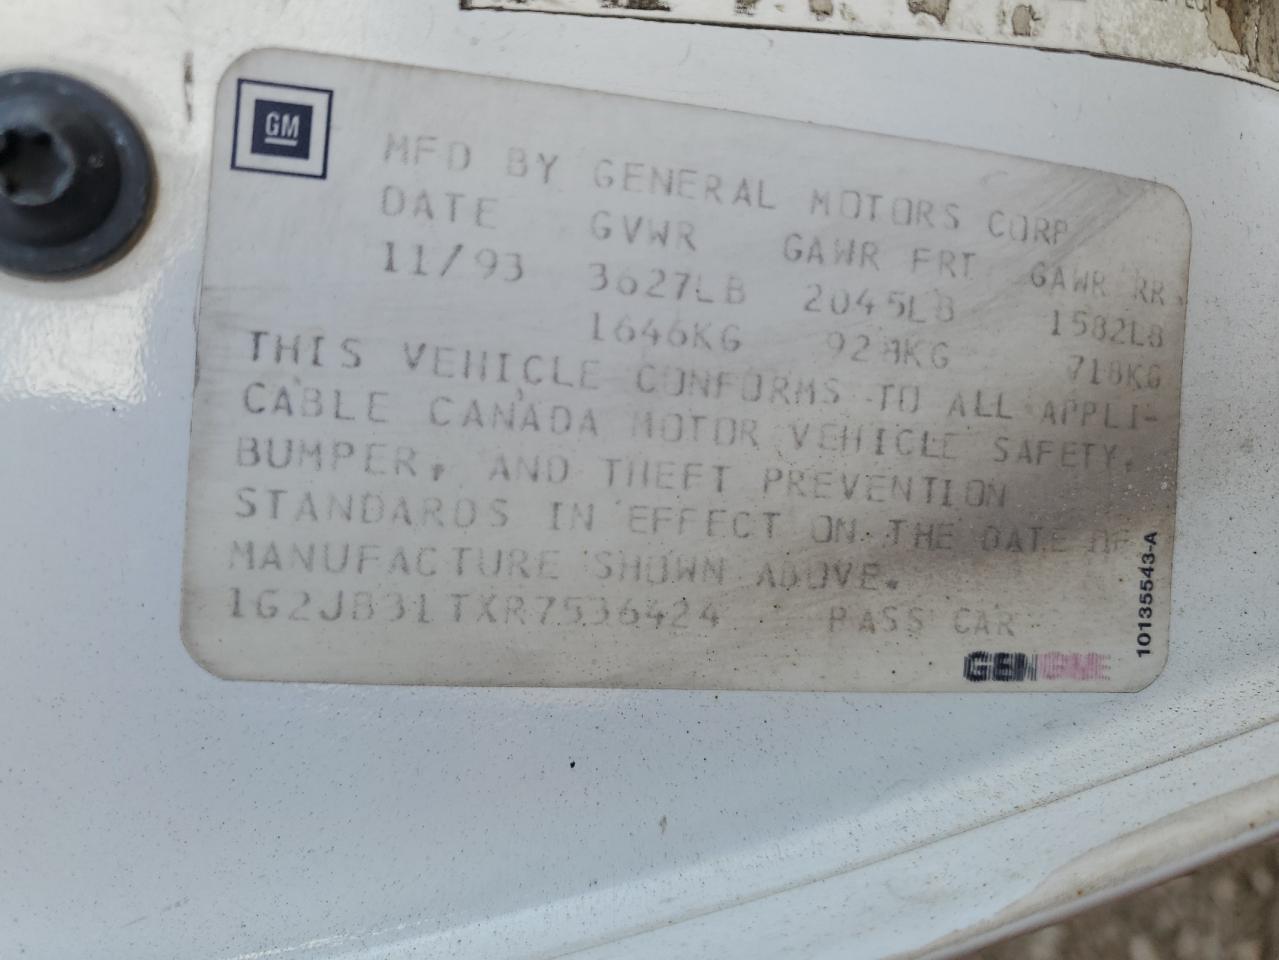 GM
MFD BY GENERAL MOTORS CORP
DATE GVWR GAWR FRT GAWR RR
11/93 3627LB 2045LB 1582LB
1646KG 928KG 718KG
THIS VEHICLE CONFORMS TO ALL APPLI-
CABLE CANADA MOTOR VEHICLE SAFETY,
BUMPER, AND THEFT PREVENTION
STANDARDS IN EFFECT ON THE DATE OF
MANUFACTURE SHOWN ABOVE.
1G2JB31TXR7536424 PASS CAR
10135543-A